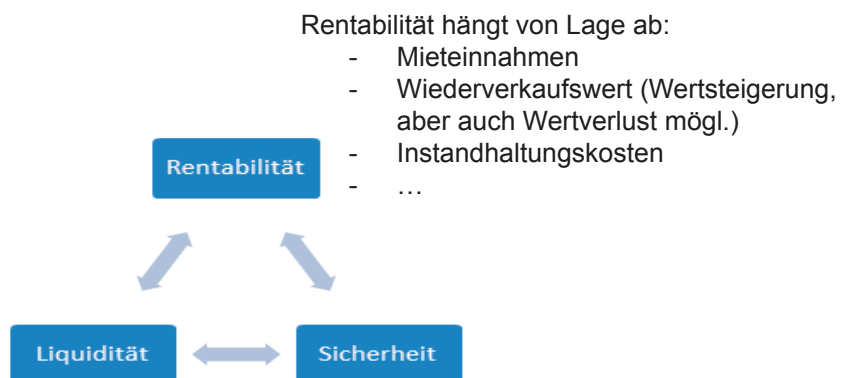 Rentabilität hängt von Lage ab:
- Mieteinnahmen
- Wiederverkaufswert (Wertsteigerung,
aber auch Wertverlust mögl.)
- Instandhaltungskosten
- …
Rentabilität
Liquidität
Sicherheit